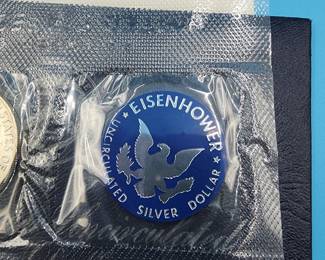 ★ EISENHOWER ★
UNCIRCULATED SILVER DOLLAR